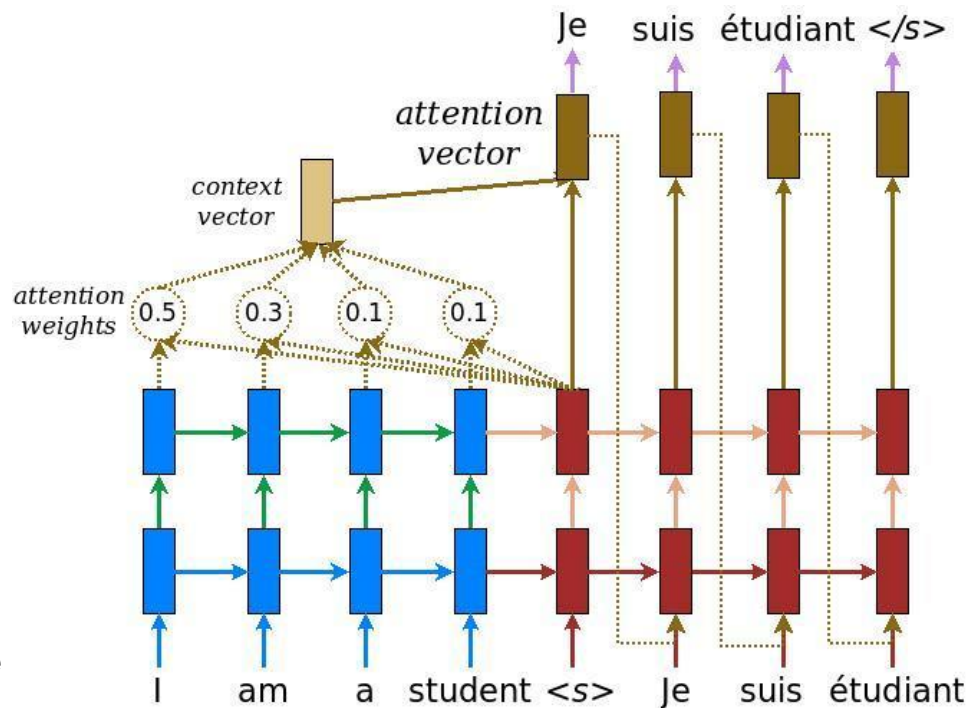 Je suis étudiant </s>
attention
vector
context
vector
attention
weights
0.5 0.3 0.1 0.1
I am a student <s> Je suis étudiant